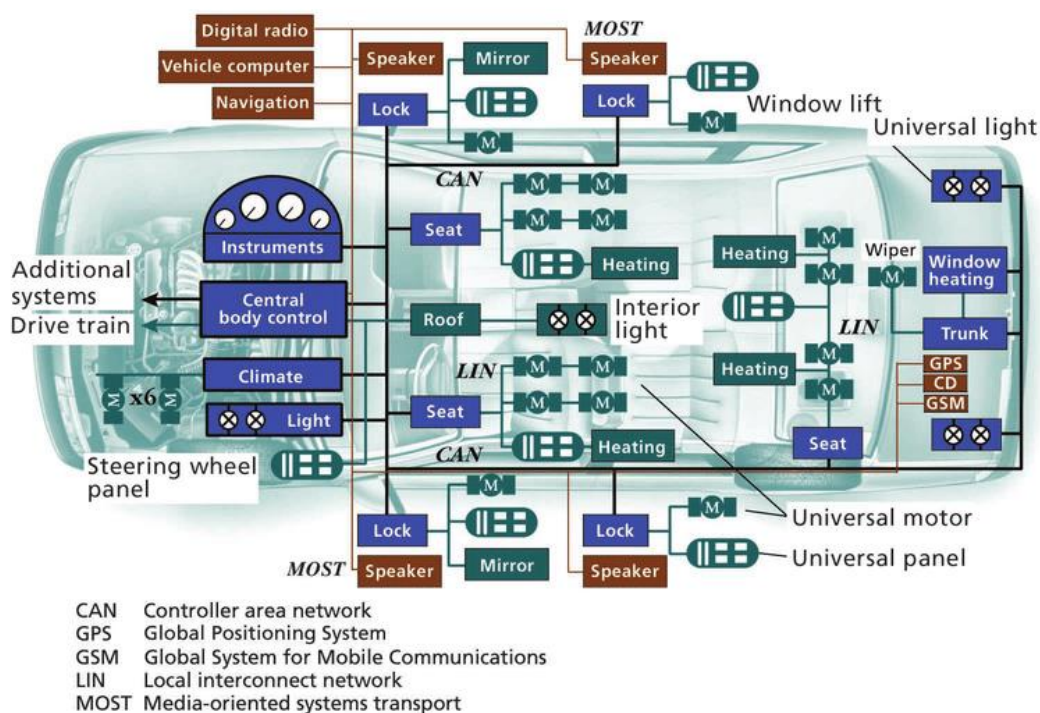 Digital radio
MOST
Speaker
Mirror
Speaker
Vehicle computer
Navigation
Lock
Lock
Window lift
M
M
Universal light
CAN
M
M
Instruments
Seat
M
M
M
Heating
Heating
M
Wiper
M
Window
heating
Additional
systems
Drive train
Central
body control
Roof
Interior
light
LIN
Trunk
LIN
M
M
M
Heating
M
GPS
CD
GSM
M
x6
M
Climate
Light
Seat
M
M
CAN
Heating
Seat
Steering wheel
panel
M
M
Universal motor
Lock
Lock
Universal panel
MOST
Speaker
Mirror
Speaker
CAN Controller area network
GPS Global Positioning System
GSM Global System for Mobile Communications
LIN Local interconnect network
MOST Media-oriented systems transport